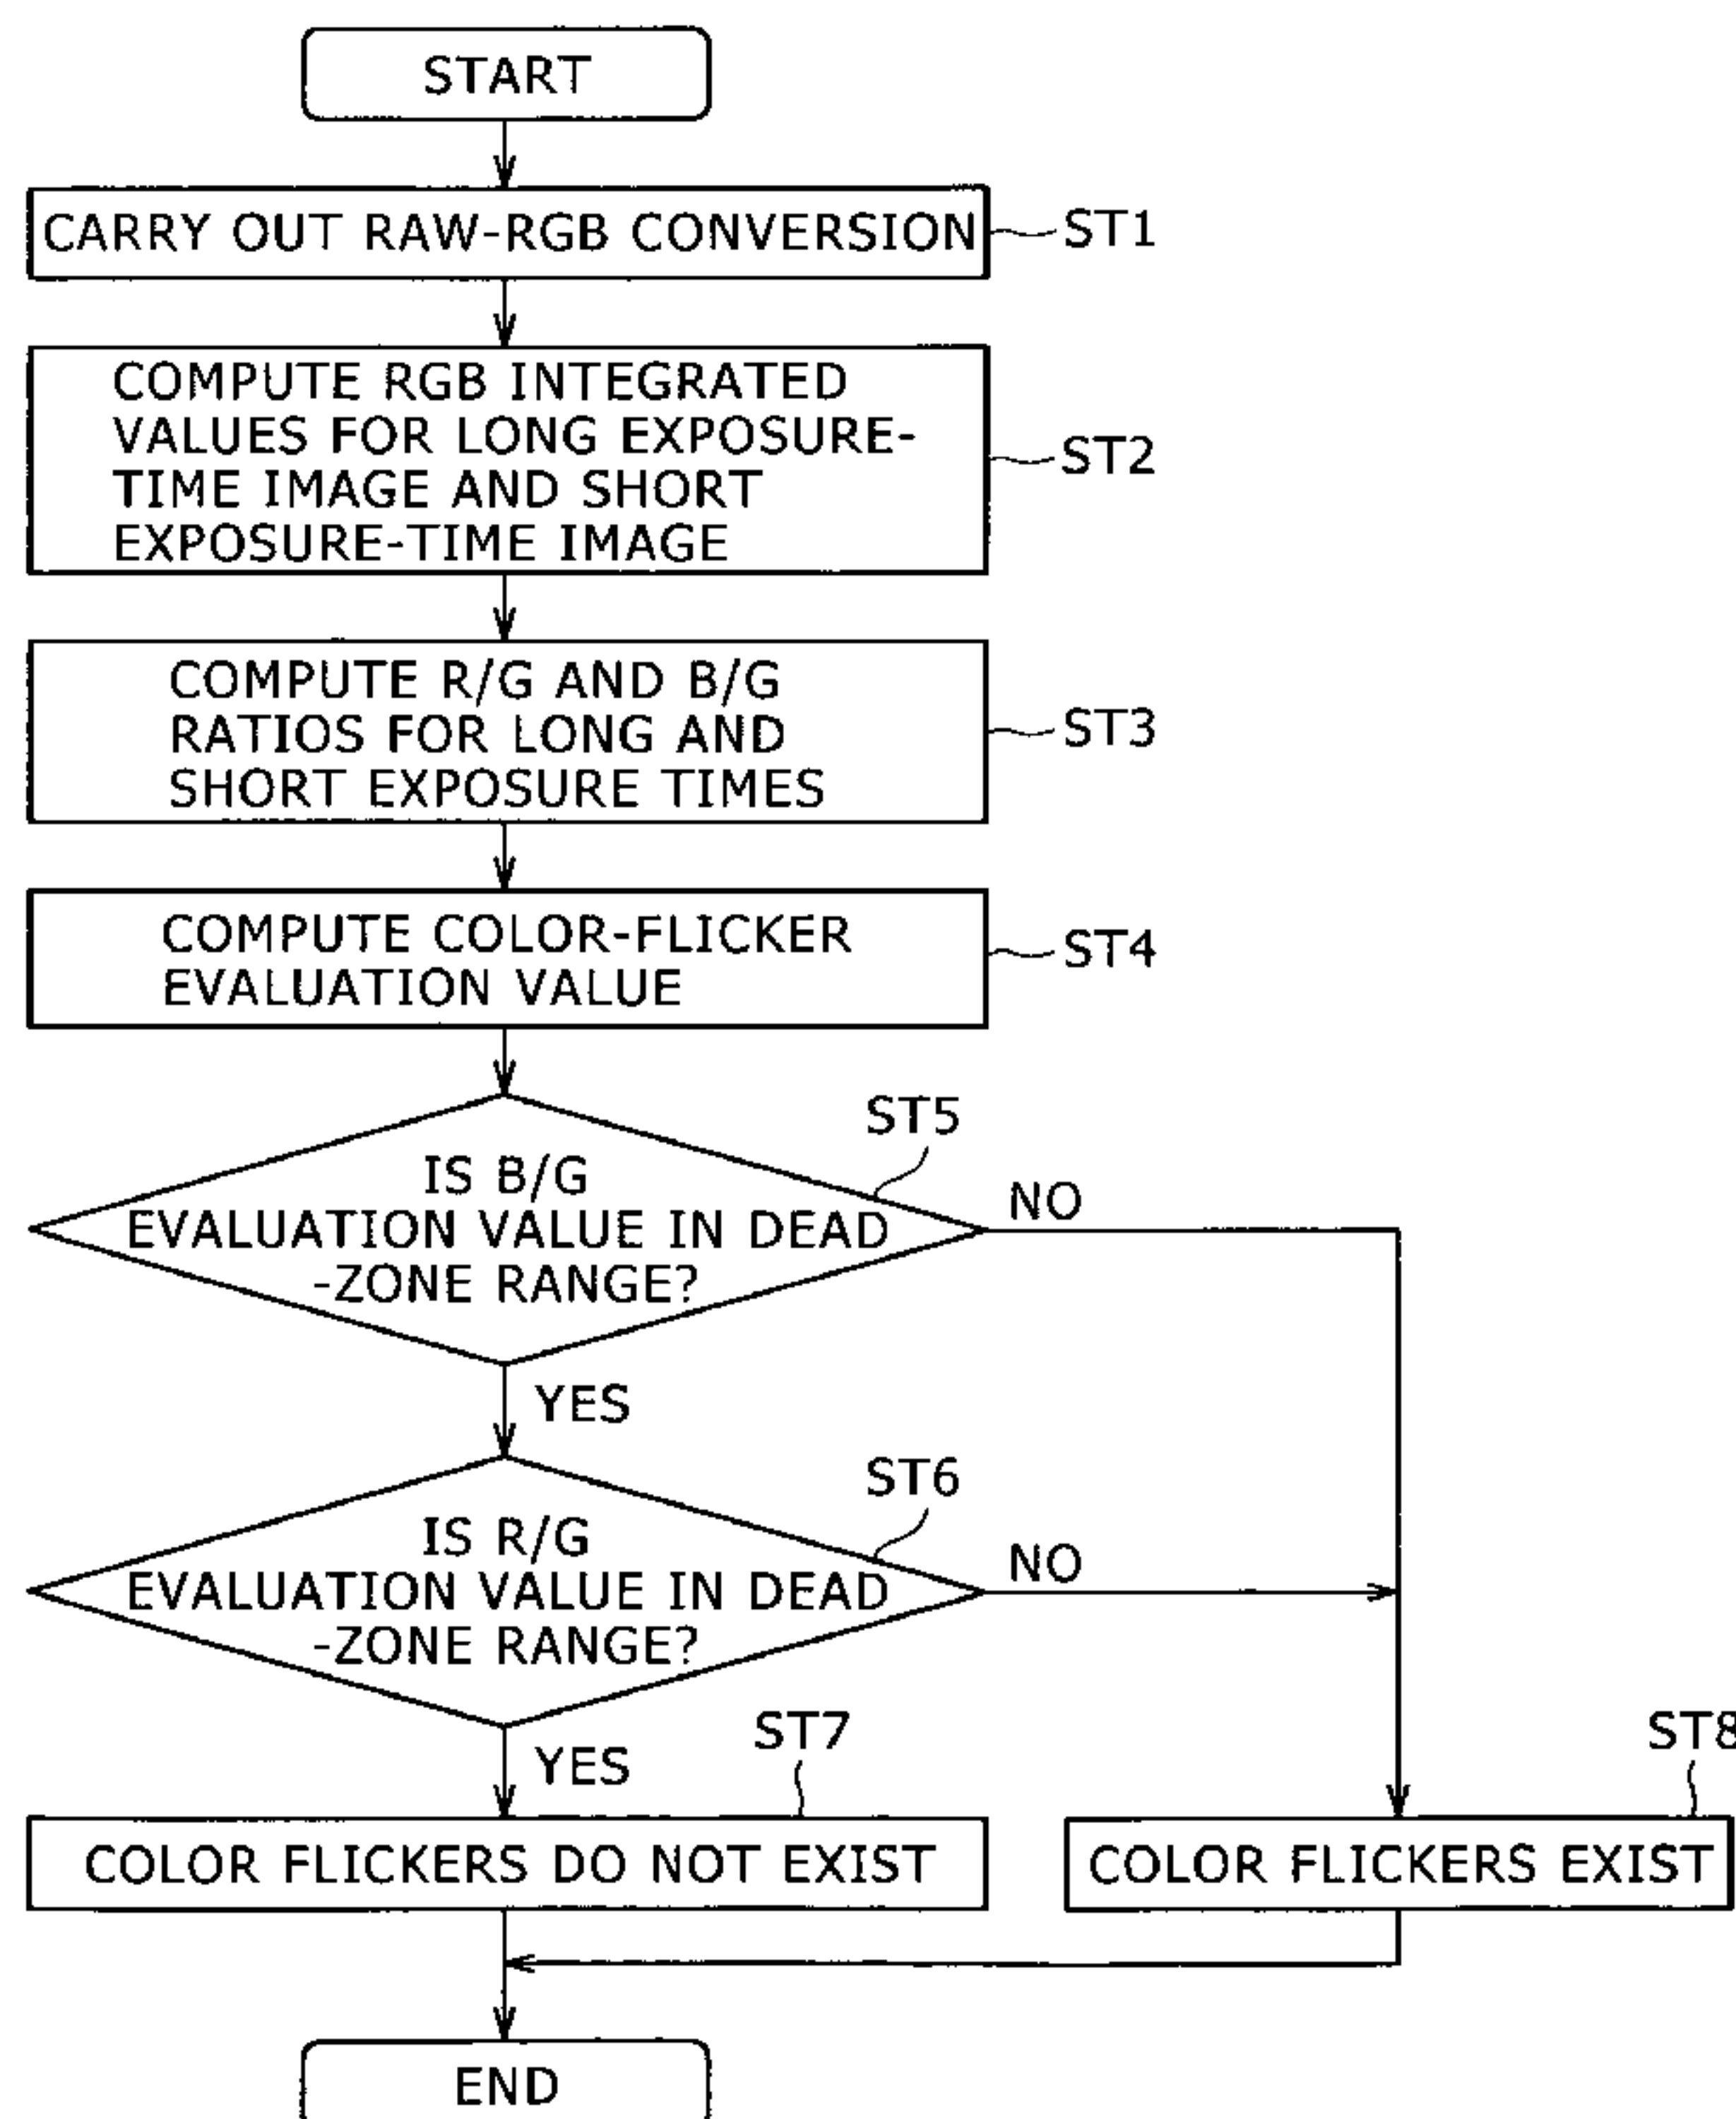 START
CARRY OUT RAW-RGB CONVERSION
ST1
COMPUTE RGB INTEGRATED
VALUES FOR LONG EXPOSURE-
TIME IMAGE AND SHORT
EXPOSURE-TIME IMAGE
ST2
COMPUTE R/G AND B/G
RATIOS FOR LONG AND
SHORT EXPOSURE TIMES
ST3
COMPUTE COLOR-FLICKER
EVALUATION VALUE
ST4
ST5
IS B/G
EVALUATION VALUE IN DEAD
-ZONE RANGE?
NO
YES
ST6
IS R/G
EVALUATION VALUE IN DEAD
-ZONE RANGE?
NO
YES
ST7
COLOR FLICKERS DO NOT EXIST
ST8
COLOR FLICKERS EXIST
END